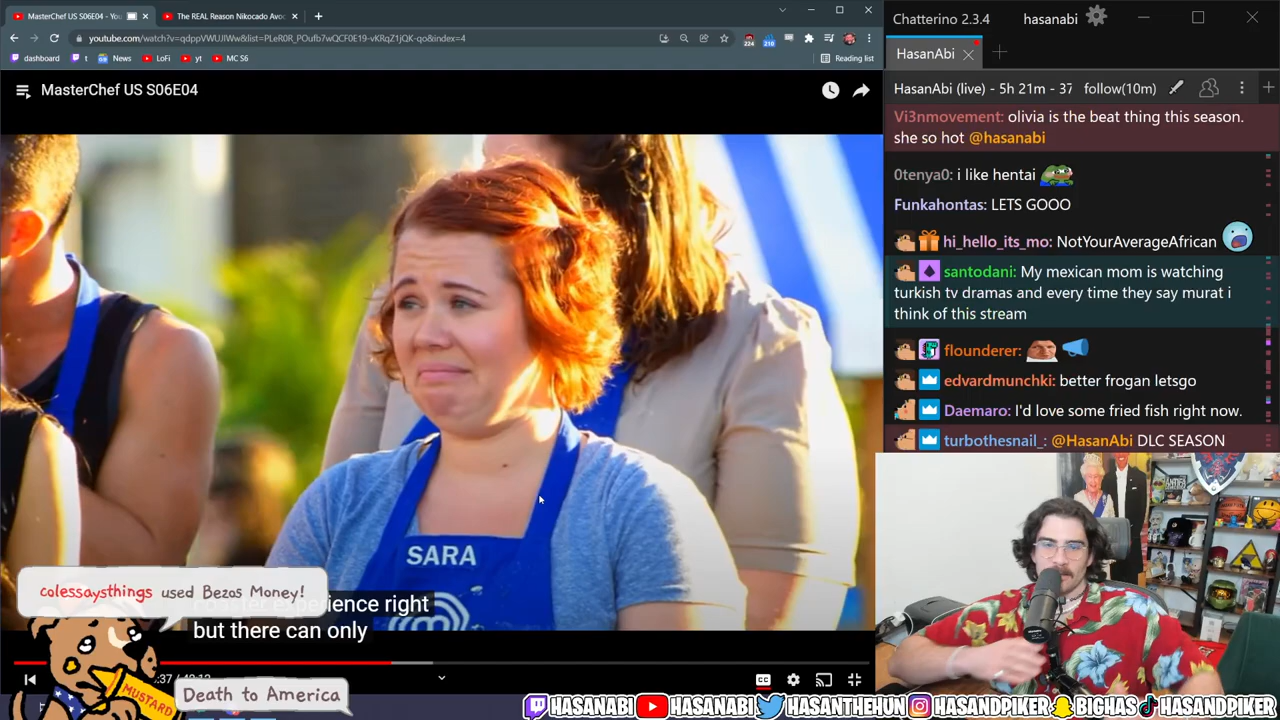 MasterChef US S06E04 - You
The REAL Reason Nikocado Avoc
youtube.com/watch?v=qdppVWUJIWw&list=PLeR0R_POufb7wQCF0E19-vKRqZ1jQK-qo&index=4
224
210
dashboard
t
News
LoFi
yt
MC S6
Reading list
MasterChef US S06E04
SARA
experience right
but there can only
colessaysthings used Bezos Money!
MUSTARD
Death to America
Chatterino 2.3.4
hasanabi
HasanAbi
HasanAbi (live) - 5h 21m - 37
follow(10m)
Vi3nmovement: olivia is the beat thing this season.
she so hot @hasanabi
0tenya0: i like hentai
Funkahontas: LETS GOOO
hi_hello_its_mo: NotYourAverageAfrican
santodani: My mexican mom is watching
turkish tv dramas and every time they say murat i
think of this stream
flounderer:
edvardmunchki: better frogan letsgo
Daemaro: I'd love some fried fish right now.
turbothesnail_: @HasanAbi DLC SEASON
HASANABI
HASANABI
HASANTHEHUN
HASANDPIKER
BIGHAS
HASANDPIKER